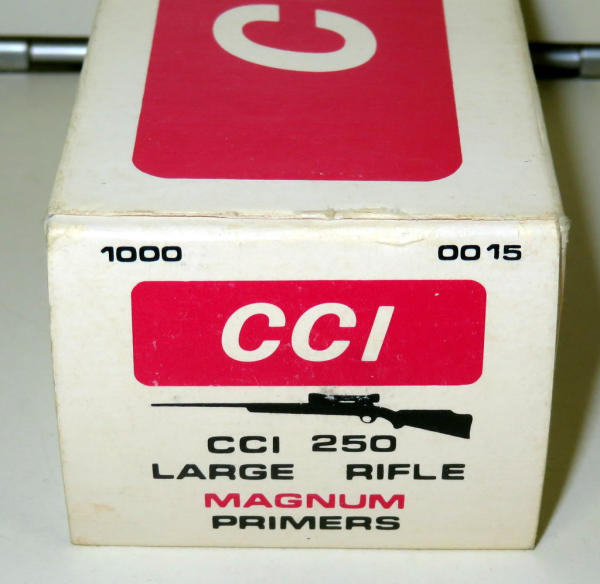 C
1000 0015
CCI
CCI 250
LARGE RIFLE
MAGNUM
PRIMERS